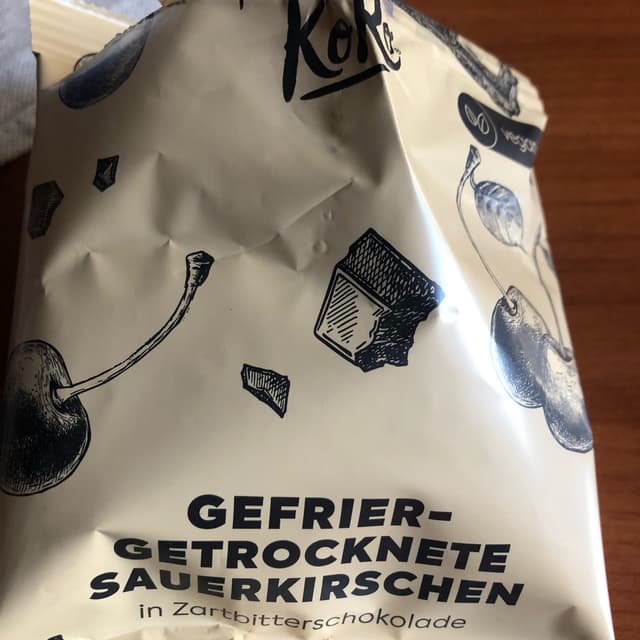 KoRo
vegan
GEFRIER-
GETROCKNETE
SAUERKIRSCHEN
in Zartbitterschokolade